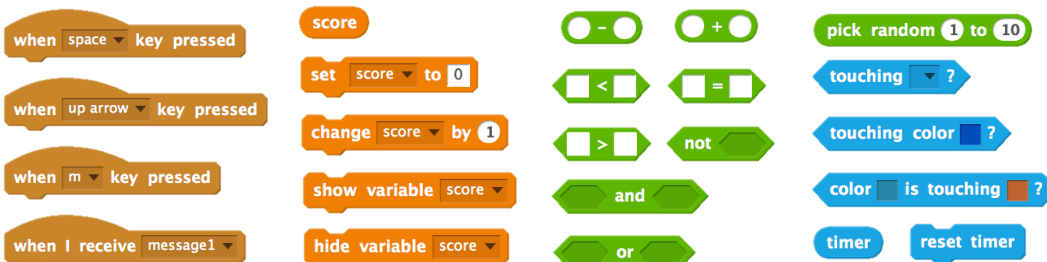 when space key pressed
when up arrow key pressed
when m key pressed
when I receive message1
score
set score to 0
change score by 1
show variable score
hide variable score
-
+
<
=
>
not
and
or
pick random 1 to 10
touching ?
touching color ?
color is touching ?
timer
reset timer